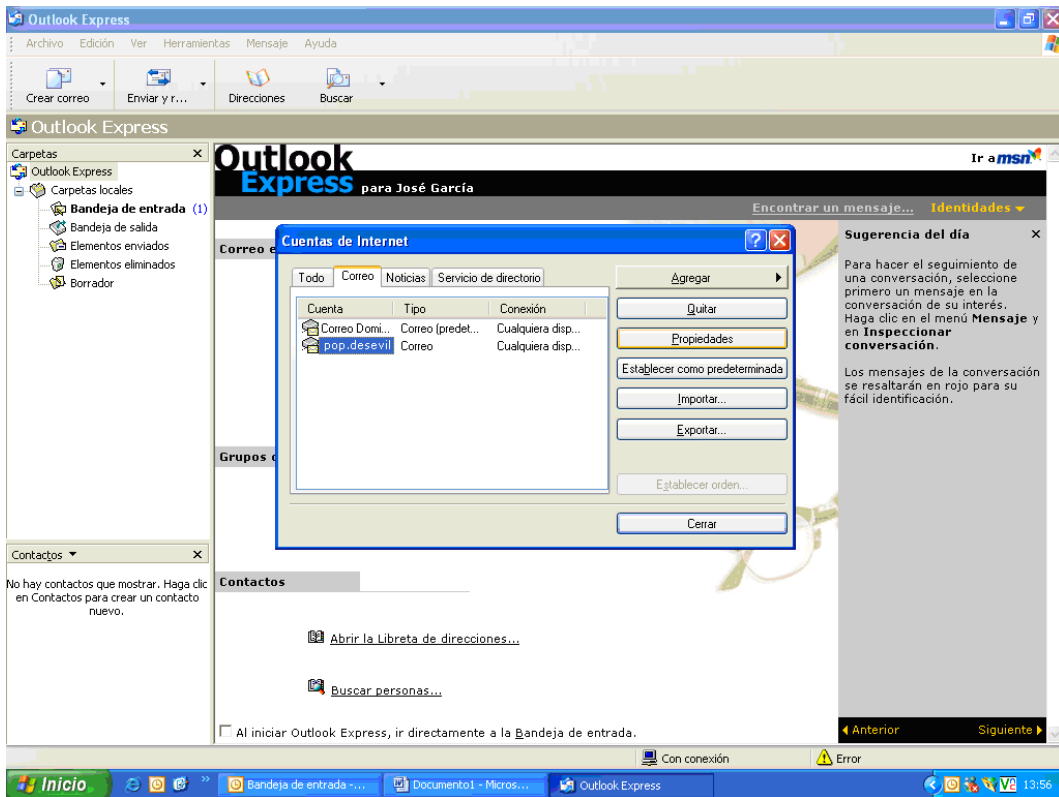 Outlook Express
Archivo Edición Ver Herramientas Mensaje Ayuda
Crear correo Enviar y r... Direcciones Buscar
Outlook Express
Carpetas
Outlook Express
Carpetas locales
Bandeja de entrada (1)
Bandeja de salida
Elementos enviados
Elementos eliminados
Borrador
Contactos
No hay contactos que mostrar. Haga clic
en Contactos para crear un contacto
nuevo.
Outlook
Express para José García
Ir a msn
Encontrar un mensaje... Identidades
Correo e
Grupos
Contactos
Abrir la Libreta de direcciones...
Buscar personas...
Al iniciar Outlook Express, ir directamente a la Bandeja de entrada.
Cuentas de Internet
Todo Correo Noticias Servicio de directorio
Cuenta Tipo Conexión
Correo Domi... Correo (predet... Cualquiera disp...
pop.desevil Correo Cualquiera disp...
Agregar
Quitar
Propiedades
Establecer como predeterminada
Importar...
Exportar...
Establecer orden...
Cerrar
Sugerencia del día
Para hacer el seguimiento de
una conversación, seleccione
primero un mensaje en la
conversación de su interés.
Haga clic en el menú Mensaje y
en Inspeccionar
conversación.
Los mensajes de la conversación
se resaltarán en rojo para su
fácil identificación.
Anterior Siguiente
Con conexión Error
Inicio Bandeja de entrada -... Documento1 - Micros... Outlook Express 13:56